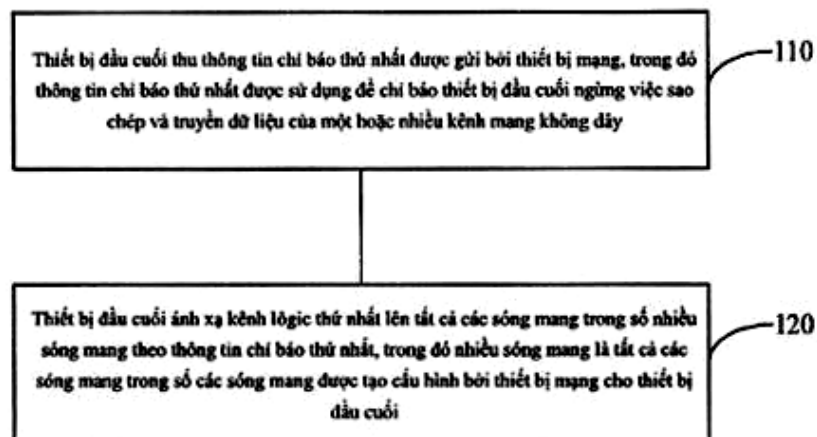 Thiết bị đầu cuối thu thông tin chỉ báo thứ nhất được gửi bởi thiết bị mạng, trong đó
thông tin chỉ báo thứ nhất được sử dụng để chỉ báo thiết bị đầu cuối ngừng việc sao
chép và truyền dữ liệu của một hoặc nhiều kênh mang không dây
110
Thiết bị đầu cuối ánh xạ kênh lôgic thứ nhất lên tất cả các sóng mang trong số nhiều
sóng mang theo thông tin chỉ báo thứ nhất, trong đó nhiều sóng mang là tất cả các
sóng mang trong số các sóng mang được tạo cấu hình bởi thiết bị mạng cho thiết bị
đầu cuối
120